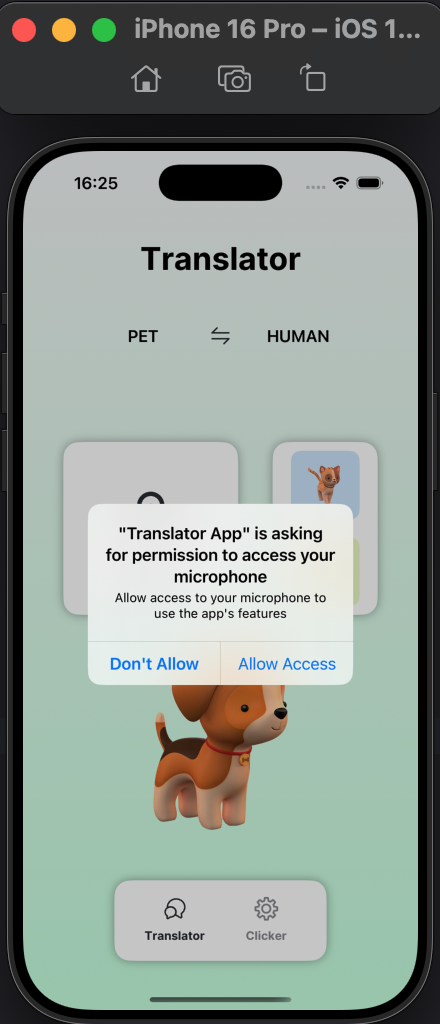 iPhone 16 Pro – iOS 1...
16:25
Translator
PET
HUMAN
"Translator App" is asking
for permission to access your
microphone
Allow access to your microphone to
use the app's features
Don't Allow
Allow Access
Translator
Clicker